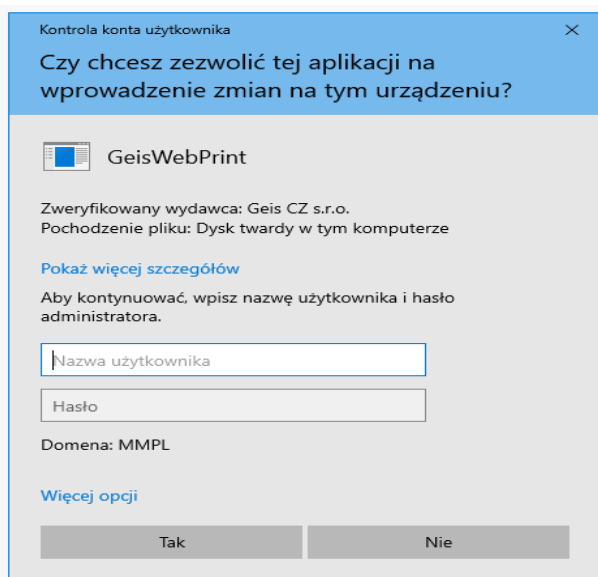 Kontrola konta użytkownika
Czy chcesz zezwolić tej aplikacji na
wprowadzenie zmian na tym urządzeniu?
GeisWebPrint
Zweryfikowany wydawca: Geis CZ s.r.o.
Pochodzenie pliku: Dysk twardy w tym komputerze
Pokaż więcej szczegółów
Aby kontynuować, wpisz nazwę użytkownika i hasło
administratora.
Nazwa użytkownika
Hasło
Domena: MMPL
Więcej opcji
Tak
Nie